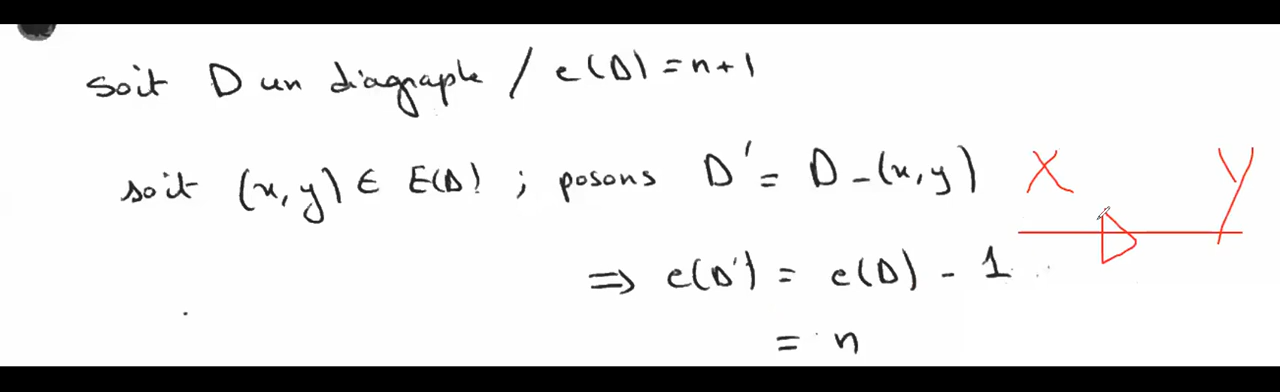 soit D un diagraphe / e(D) = n+1
soit (x,y) ∈ E(D) ; posons D' = D - (x,y)
X Y
⟹ e(D') = e(D) - 1
= n